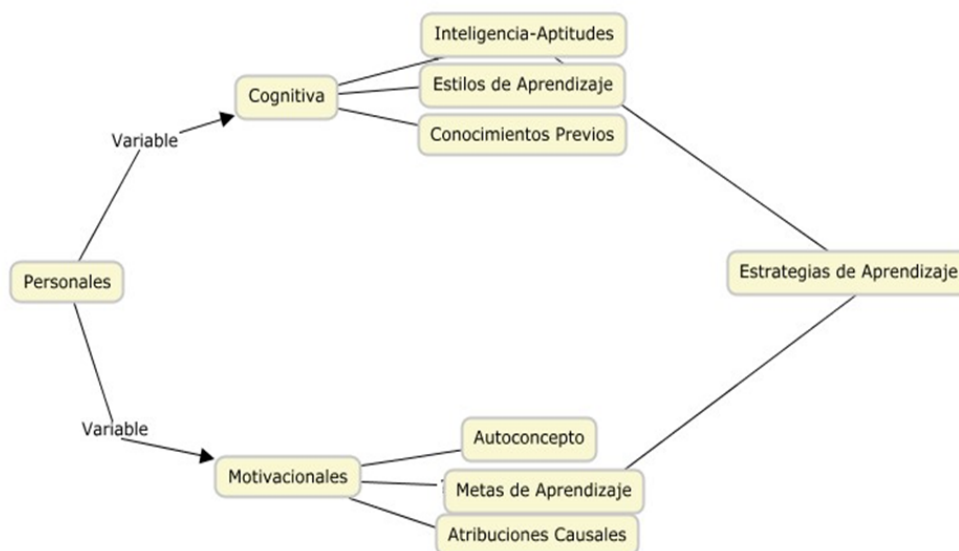 Inteligencia-Aptitudes
Cognitiva
Estilos de Aprendizaje
Conocimientos Previos
Variable
Personales
Estrategias de Aprendizaje
Variable
Autoconcepto
Motivacionales
Metas de Aprendizaje
Atribuciones Causales